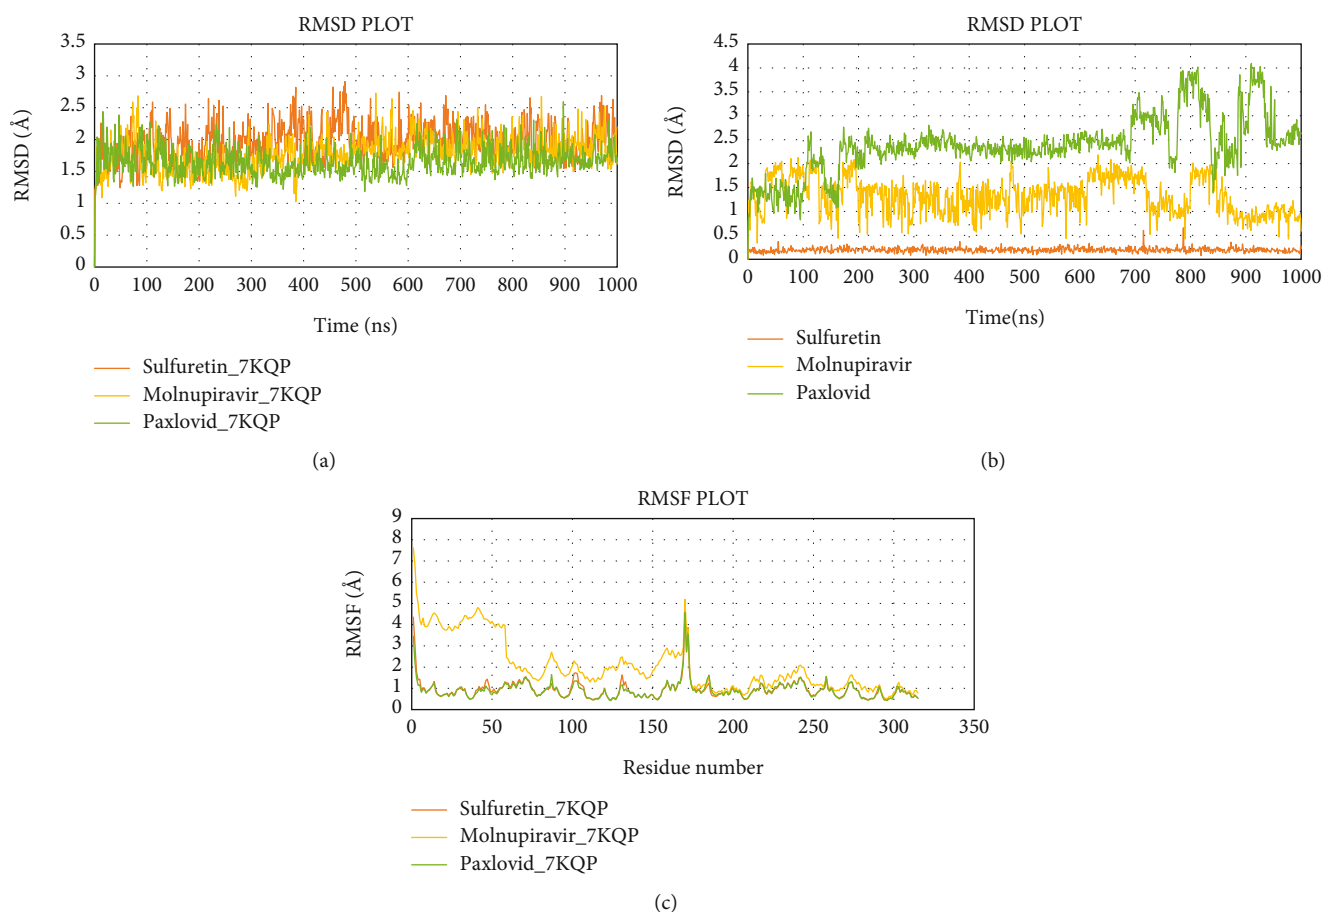 RMSD PLOT
3.5
3
2.5
2
1.5
1
0.5
0
RMSD (Å)
0 100 200 300 400 500 600 700 800 900 1000
Time (ns)
Sulfuretin_7KQP
Molnupiravir_7KQP
Paxlovid_7KQP
(a)
RMSD PLOT
4.5
4
3.5
3
2.5
2
1.5
1
0.5
0
RMSD (Å)
0 100 200 300 400 500 600 700 800 900 1000
Time(ns)
Sulfuretin
Molnupiravir
Paxlovid
(b)
RMSF PLOT
9
8
7
6
5
4
3
2
1
0
RMSF (Å)
0 50 100 150 200 250 300 350
Residue number
Sulfuretin_7KQP
Molnupiravir_7KQP
Paxlovid_7KQP
(c)